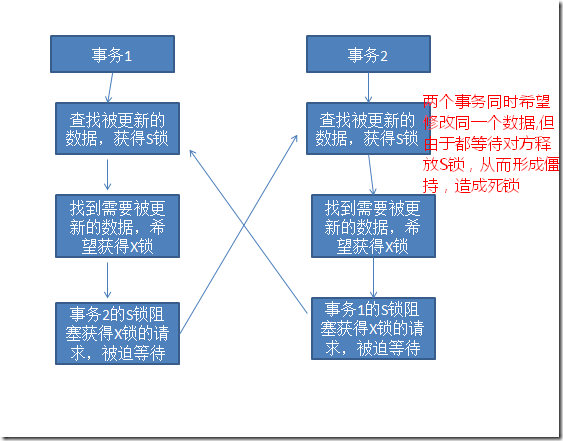 事务1
查找被更新的
数据，获得S锁
找到需要被更
新的数据，希
望获得X锁
事务2的S锁阻
塞获得X锁的请
求，被迫等待
事务2
查找被更新的
数据，获得S锁
找到需要被更
新的数据，希
望获得X锁
事务1的S锁阻
塞获得X锁的请
求，被迫等待
两个事务同时希望
修改同一个数据,但
由于都等待对方释
放S锁，从而形成僵
持，造成死锁